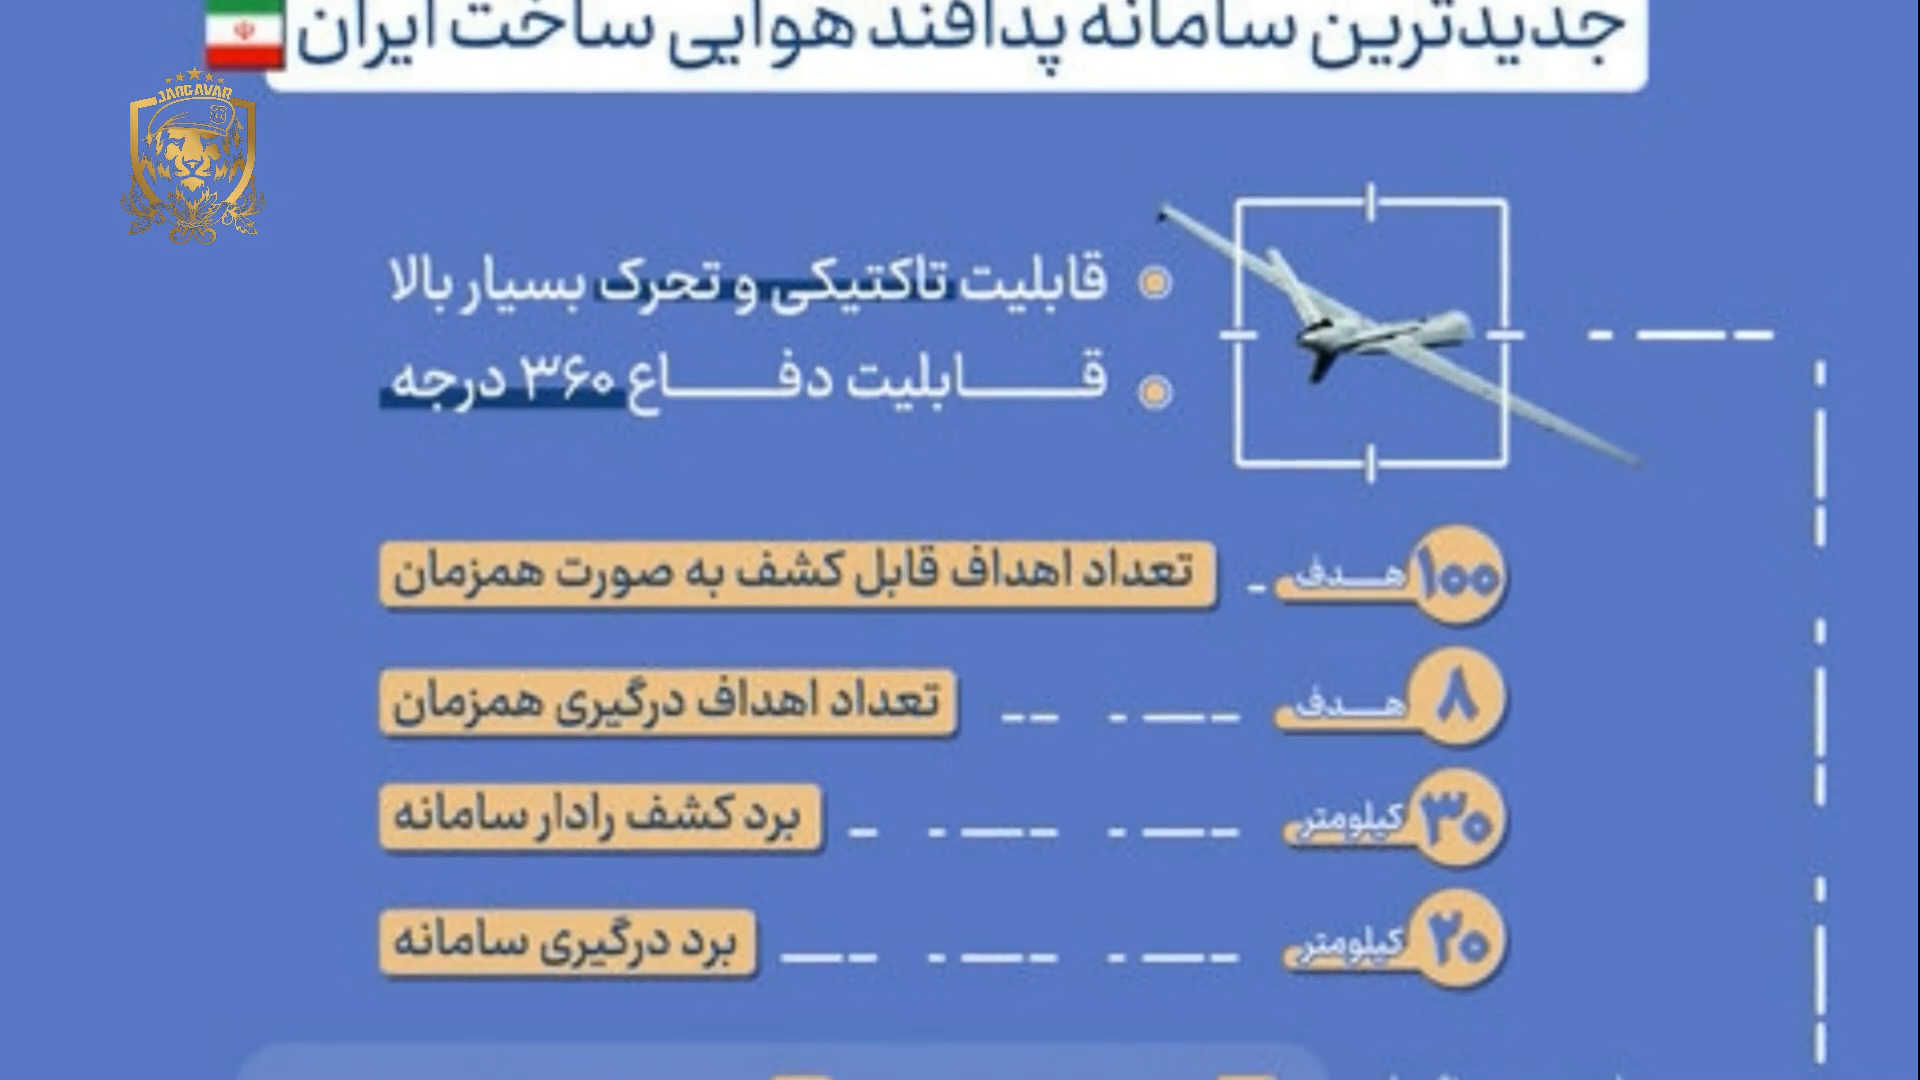 جدیدترین سامانه پدافند هوایی ساخت ایران
JANGAVAR
قابلیت تاکتیکی و تحرک بسیار بالا
قابلیت دفاع ۳۶۰ درجه
۱۰۰ هدف تعداد اهداف قابل کشف به صورت همزمان
۸ هدف تعداد اهداف درگیری همزمان
۳۰ کیلومتر برد کشف رادار سامانه
۲۰ کیلومتر برد درگیری سامانه